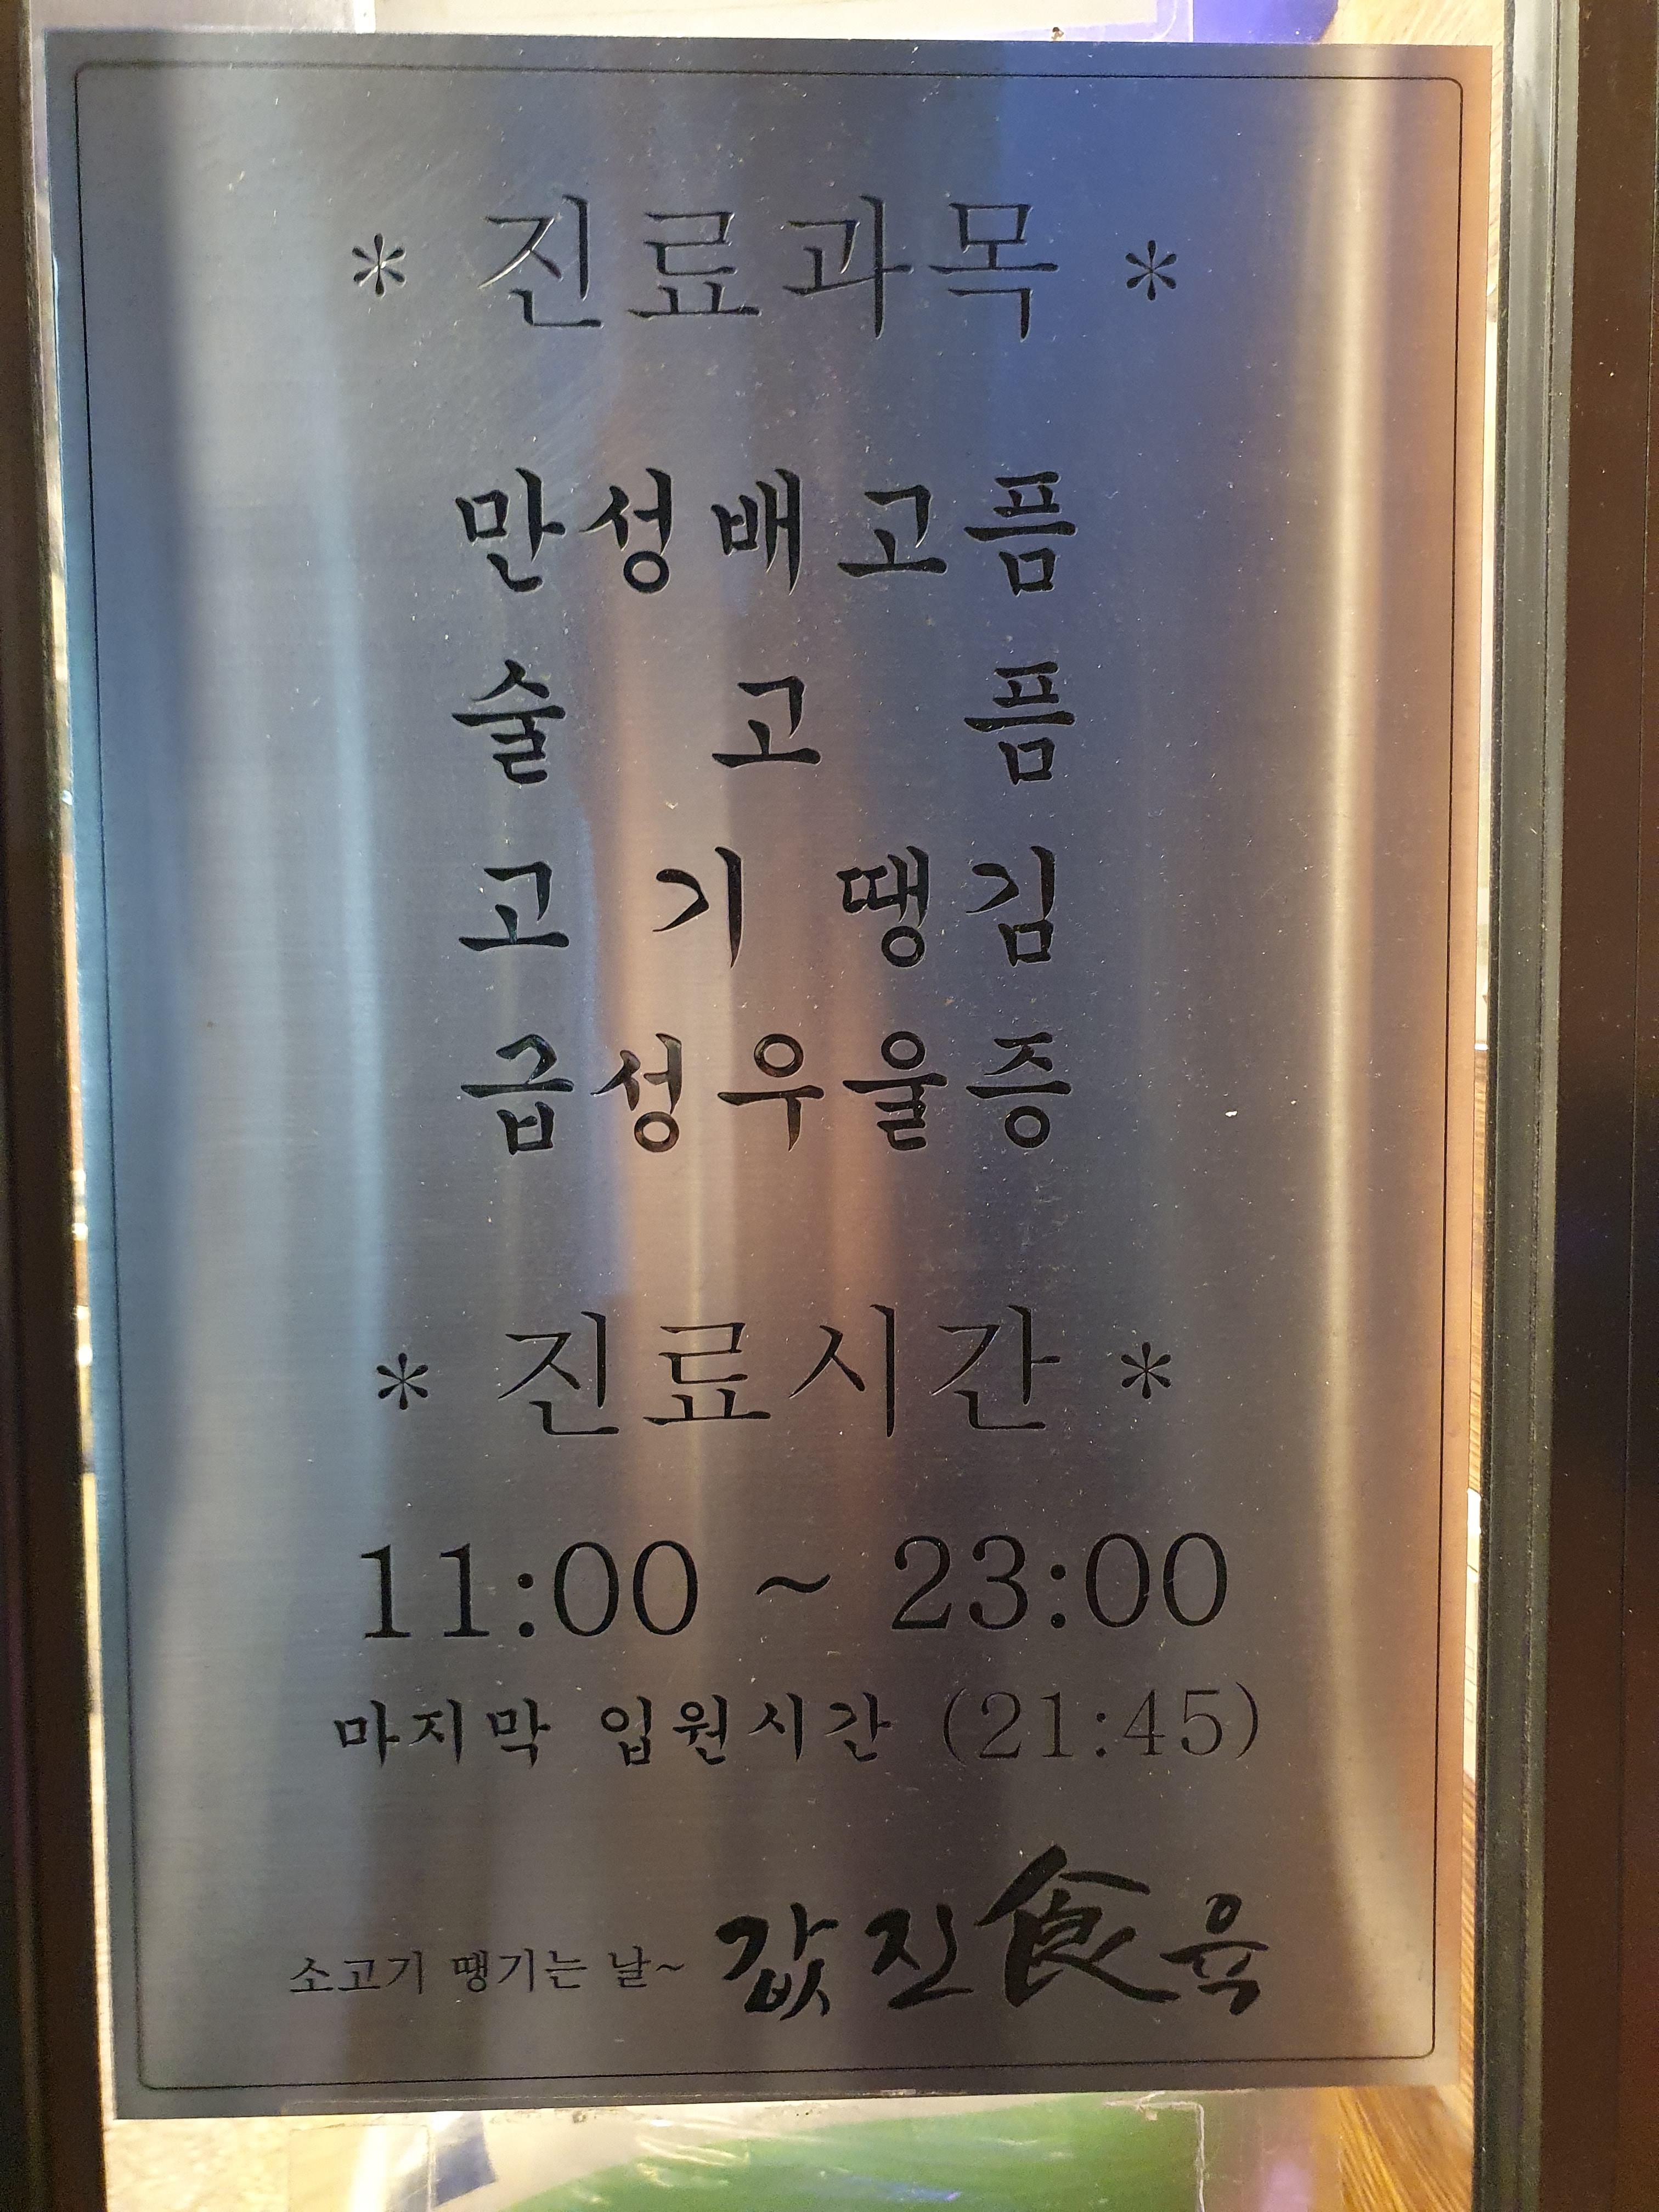 * 진료과목 *
만성배고픔
술 고 픔
고 기 땡김
급성우울증
* 진료시간 *
11:00 ~ 23:00
마지막 입원시간 (21:45)
소고기 땡기는 날~ 값진食육